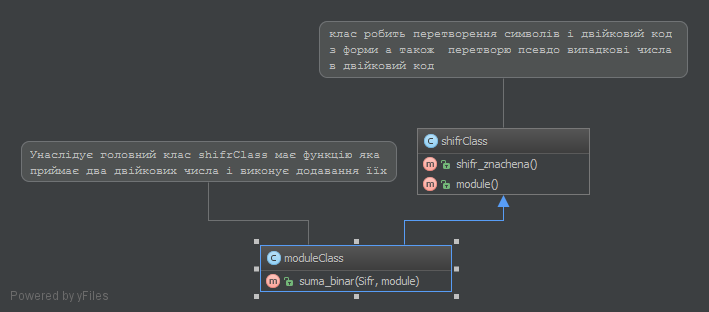 клас робить перетворення символів і двійковий код
з форми а також перетворю псевдо випадкові числа
в двійковий код
Унаслідує головний клас shifrClass має функцію яка
приймає два двійкових числа і виконує додавання їїх
C shifrClass
m shifr_znachena()
m module()
C moduleClass
m suma_binar(Sifr, module)
Powered by yFiles